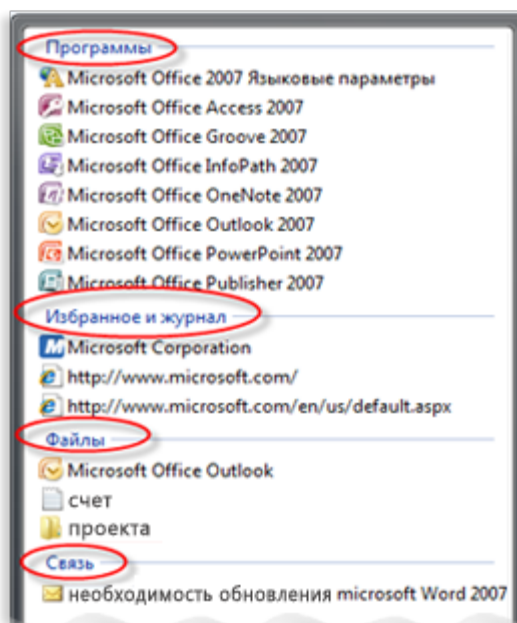 Программы
Microsoft Office 2007 Языковые параметры
Microsoft Office Access 2007
Microsoft Office Groove 2007
Microsoft Office InfoPath 2007
Microsoft Office OneNote 2007
Microsoft Office Outlook 2007
Microsoft Office PowerPoint 2007
Microsoft Office Publisher 2007
Избранное и журнал
Microsoft Corporation
http://www.microsoft.com/
http://www.microsoft.com/en/us/default.aspx
Файлы
Microsoft Office Outlook
счет
проекта
Связь
необходимость обновления microsoft Word 2007